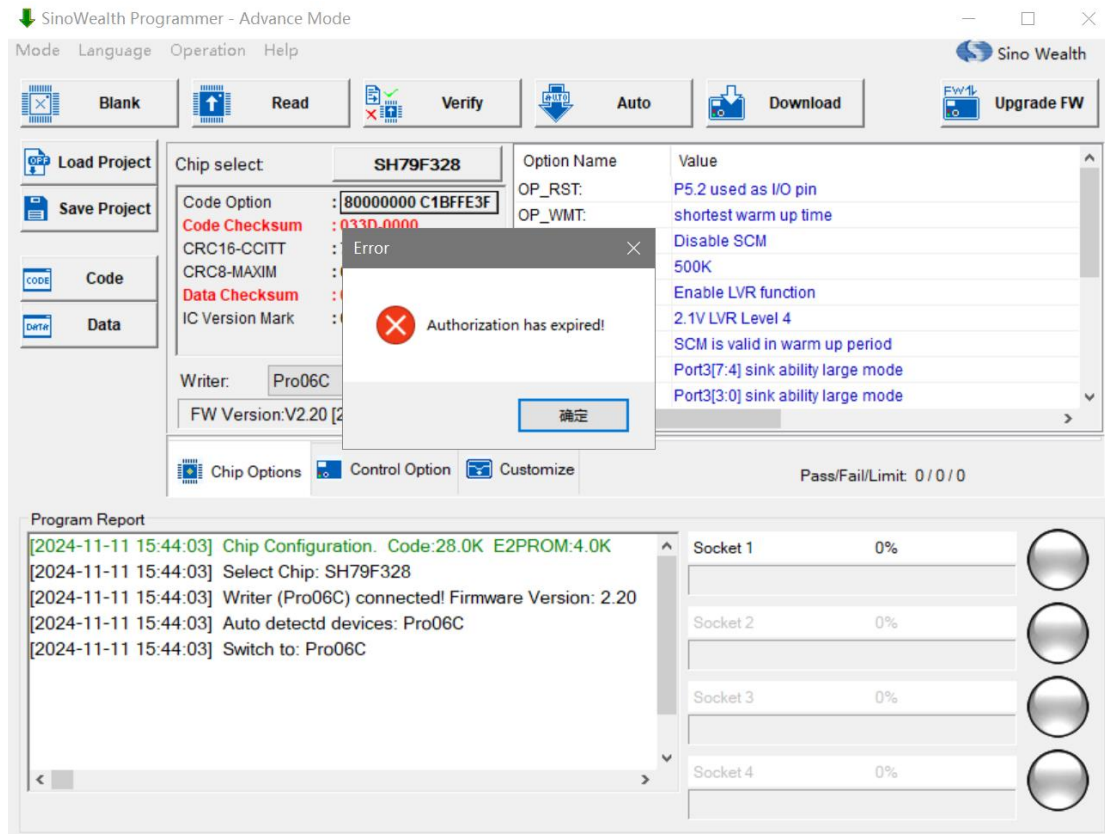 SinoWealth Programmer - Advance Mode
Mode Language Operation Help
Sino Wealth
Blank Read Verify Auto Download Upgrade FW
Load Project
Save Project
Code
Data
Chip select: SH79F328
Code Option : 80000000 C1BFFE3F
Code Checksum : 033D-0000
CRC16-CCITT :
CRC8-MAXIM :
Data Checksum :
IC Version Mark :
Writer: Pro06C
FW Version:V2.20 [2
Option Name Value
OP_RST: P5.2 used as I/O pin
OP_WMT: shortest warm up time
Disable SCM
500K
Enable LVR function
2.1V LVR Level 4
SCM is valid in warm up period
Port3[7:4] sink ability large mode
Port3[3:0] sink ability large mode
Error
Authorization has expired!
确定
Chip Options Control Option Customize
Pass/Fail/Limit: 0 / 0 / 0
Program Report
[2024-11-11 15:44:03] Chip Configuration. Code:28.0K E2PROM:4.0K
[2024-11-11 15:44:03] Select Chip: SH79F328
[2024-11-11 15:44:03] Writer (Pro06C) connected! Firmware Version: 2.20
[2024-11-11 15:44:03] Auto detectd devices: Pro06C
[2024-11-11 15:44:03] Switch to: Pro06C
Socket 1 0%
Socket 2 0%
Socket 3 0%
Socket 4 0%